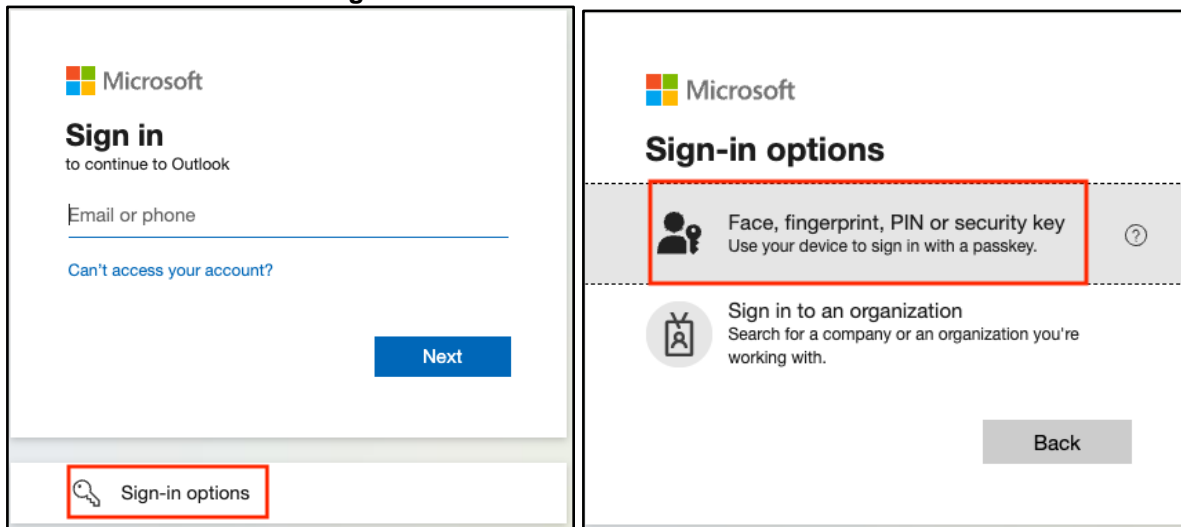 Microsoft
Sign in
to continue to Outlook
Email or phone
Can't access your account?
Next
Sign-in options
Microsoft
Sign-in options
Face, fingerprint, PIN or security key
Use your device to sign in with a passkey.
?
Sign in to an organization
Search for a company or an organization you're
working with.
Back